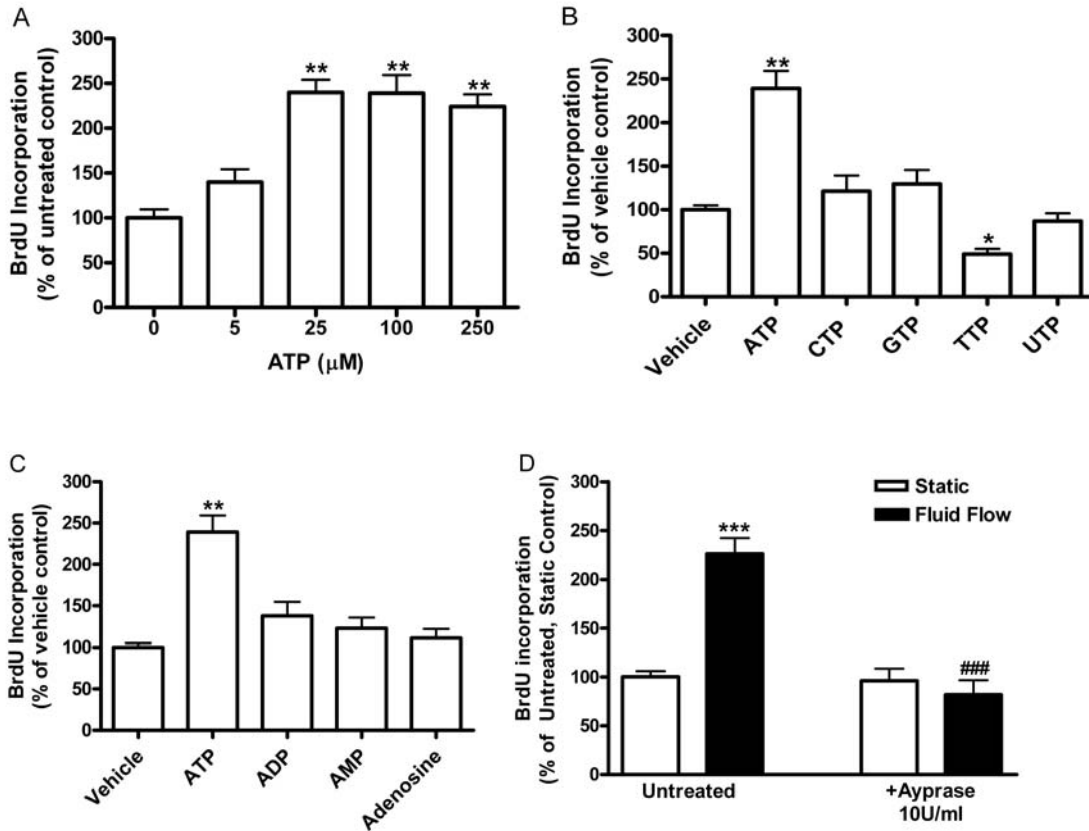 A
BrdU Incorporation
(% of untreated control)
300
250
200
150
100
50
0
**
**
**
0 5 25 100 250
ATP (μM)
B
BrdU Incorporation
(% of vehicle control)
300
250
200
150
100
50
0
**
*
Vehicle ATP CTP GTP TTP UTP
C
BrdU Incorporation
(% of vehicle control)
300
250
200
150
100
50
0
**
Vehicle ATP ADP AMP Adenosine
D
BrdU incorporation
(% of Untreated, Static Control)
300
250
200
150
100
50
0
Static
Fluid Flow
***
###
Untreated +Ayprase
10U/ml